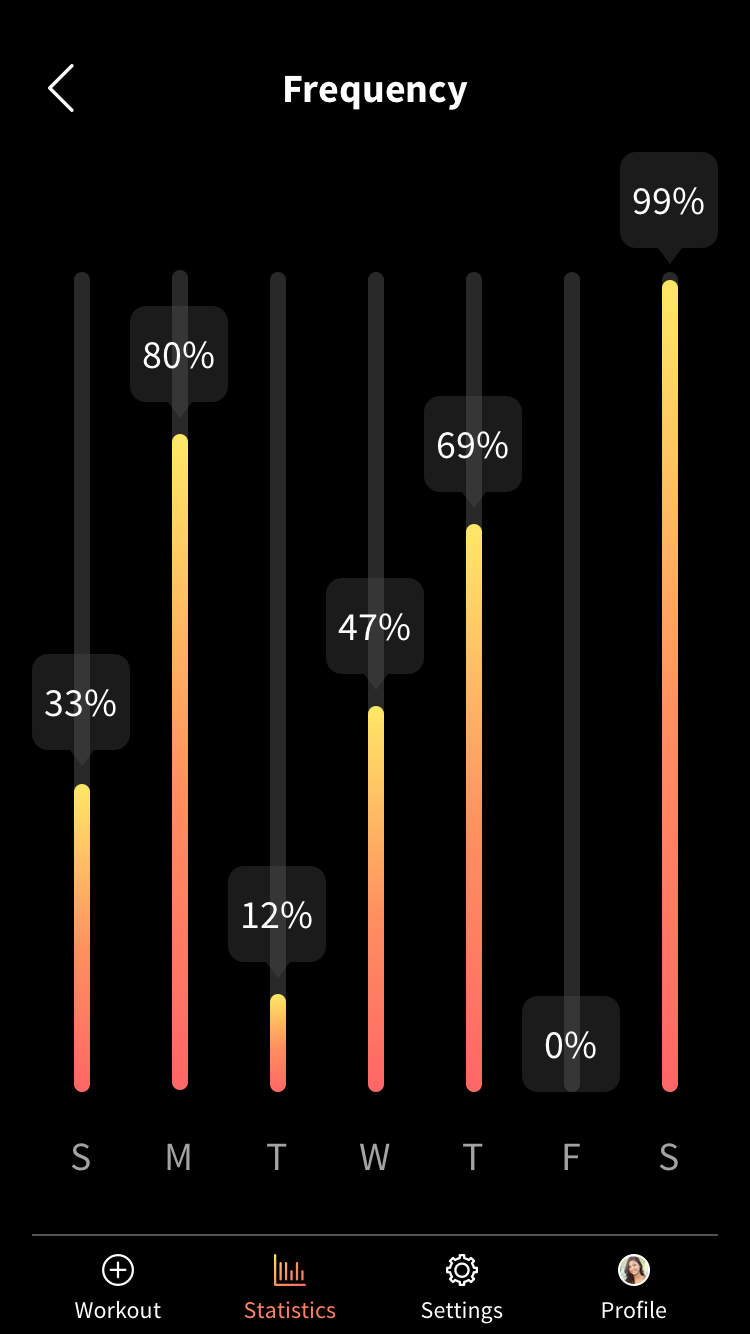 Frequency
99%
80%
69%
47%
33%
12%
0%
S M T W T F S
Workout Statistics Settings Profile